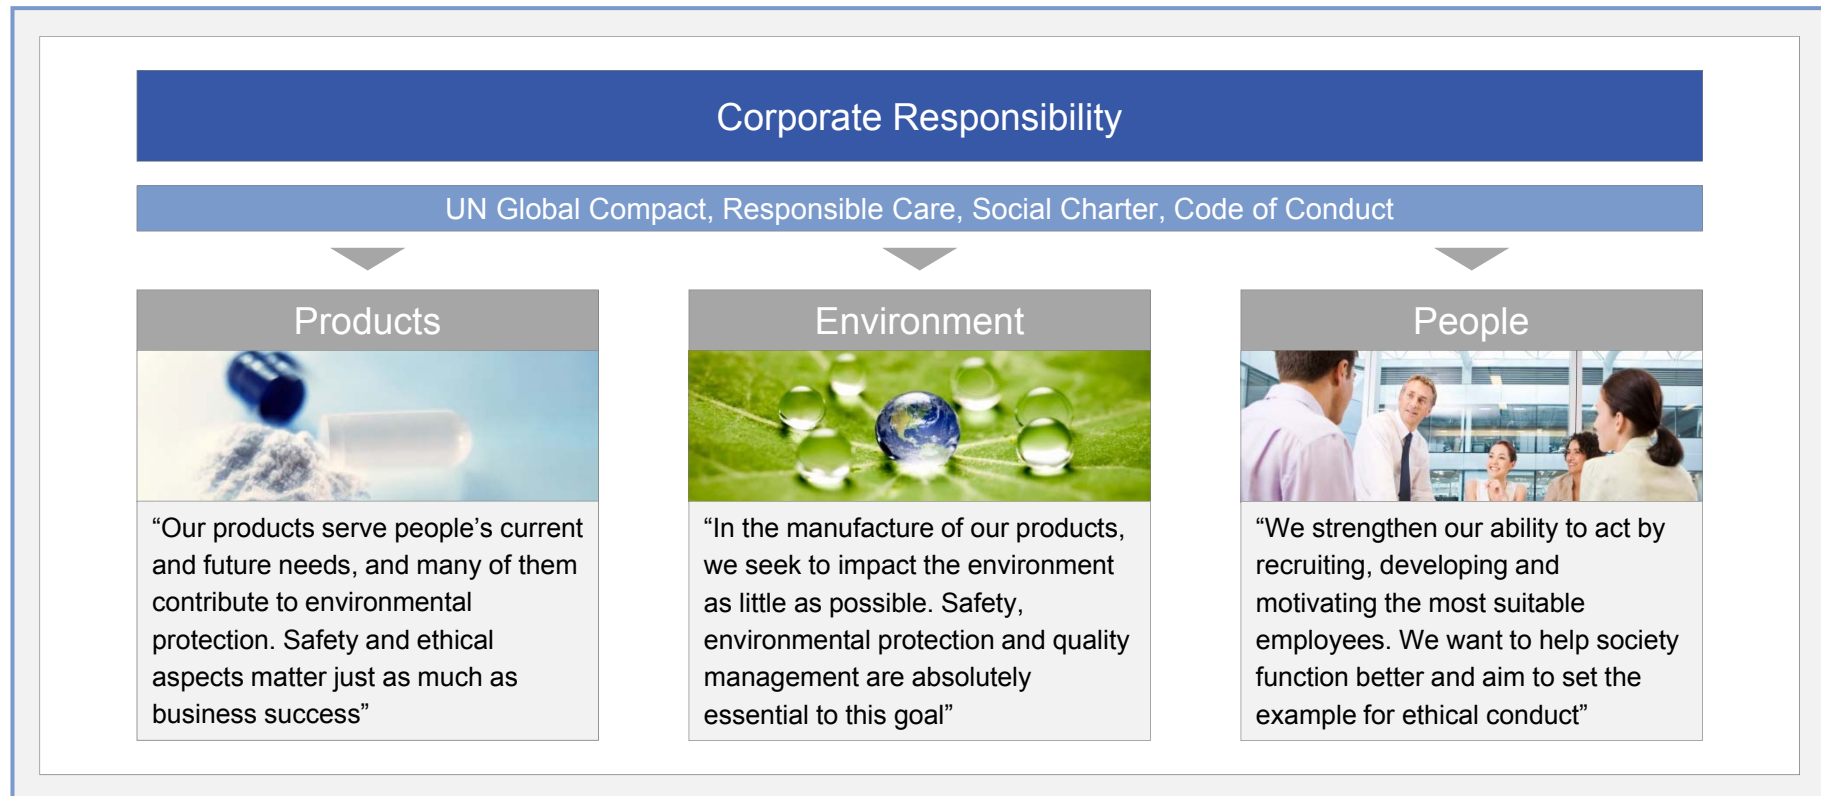 Corporate Responsibility
UN Global Compact, Responsible Care, Social Charter, Code of Conduct
Products
“Our products serve people’s current
and future needs, and many of them
contribute to environmental
protection. Safety and ethical
aspects matter just as much as
business success”
Environment
“In the manufacture of our products,
we seek to impact the environment
as little as possible. Safety,
environmental protection and quality
management are absolutely
essential to this goal”
People
“We strengthen our ability to act by
recruiting, developing and
motivating the most suitable
employees. We want to help society
function better and aim to set the
example for ethical conduct”